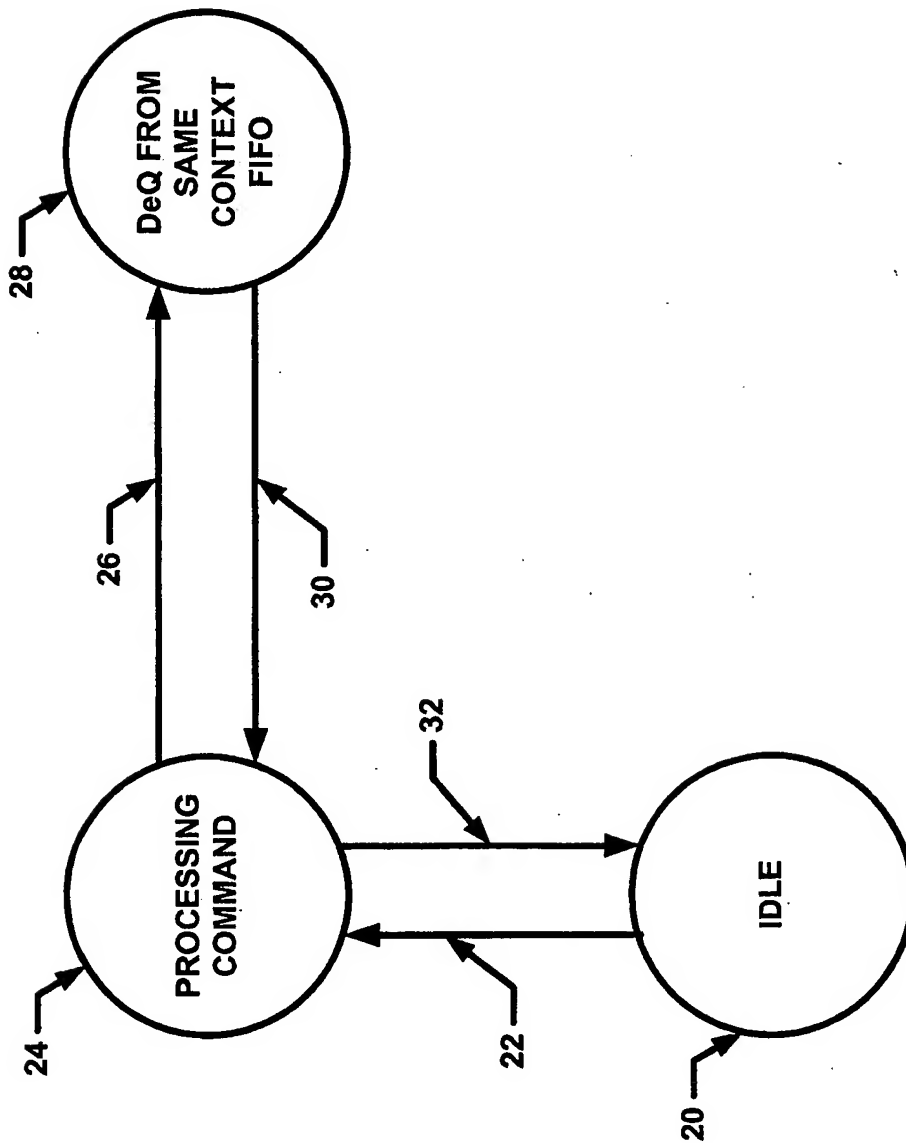 24
PROCESSING
COMMAND
26
30
28
DeQ FROM
SAME
CONTEXT
FIFO
22
32
20
IDLE